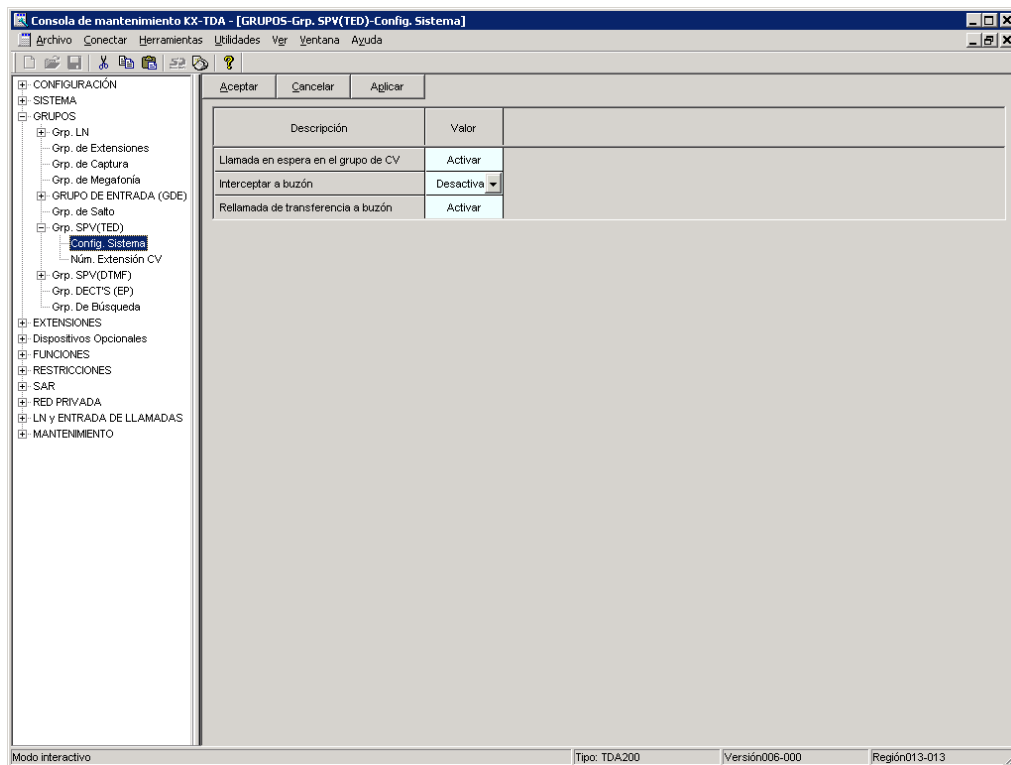 Consola de mantenimiento KX-TDA - [GRUPOS-Grp. SPV(TED)-Config. Sistema]
Archivo Conectar Herramientas Utilidades Ver Ventana Ayuda
Aceptar Cancelar Aplicar
CONFIGURACIÓN
SISTEMA
GRUPOS
Grp. LN
Grp. de Extensiones
Grp. de Captura
Grp. de Megafonía
GRUPO DE ENTRADA (GDE)
Grp. de Salto
Grp. SPV(TED)
Config. Sistema
Núm. Extensión CV
Grp. SPV(DTMF)
Grp. DECT'S (EP)
Grp. De Búsqueda
EXTENSIONES
Dispositivos Opcionales
FUNCIONES
RESTRICCIONES
SAR
RED PRIVADA
LN y ENTRADA DE LLAMADAS
MANTENIMIENTO
Descripción Valor
Llamada en espera en el grupo de CV Activar
Interceptar a buzón Desactiva
Rellamada de transferencia a buzón Activar
Modo interactivo Tipo: TDA200 Versión006-000 Región013-013